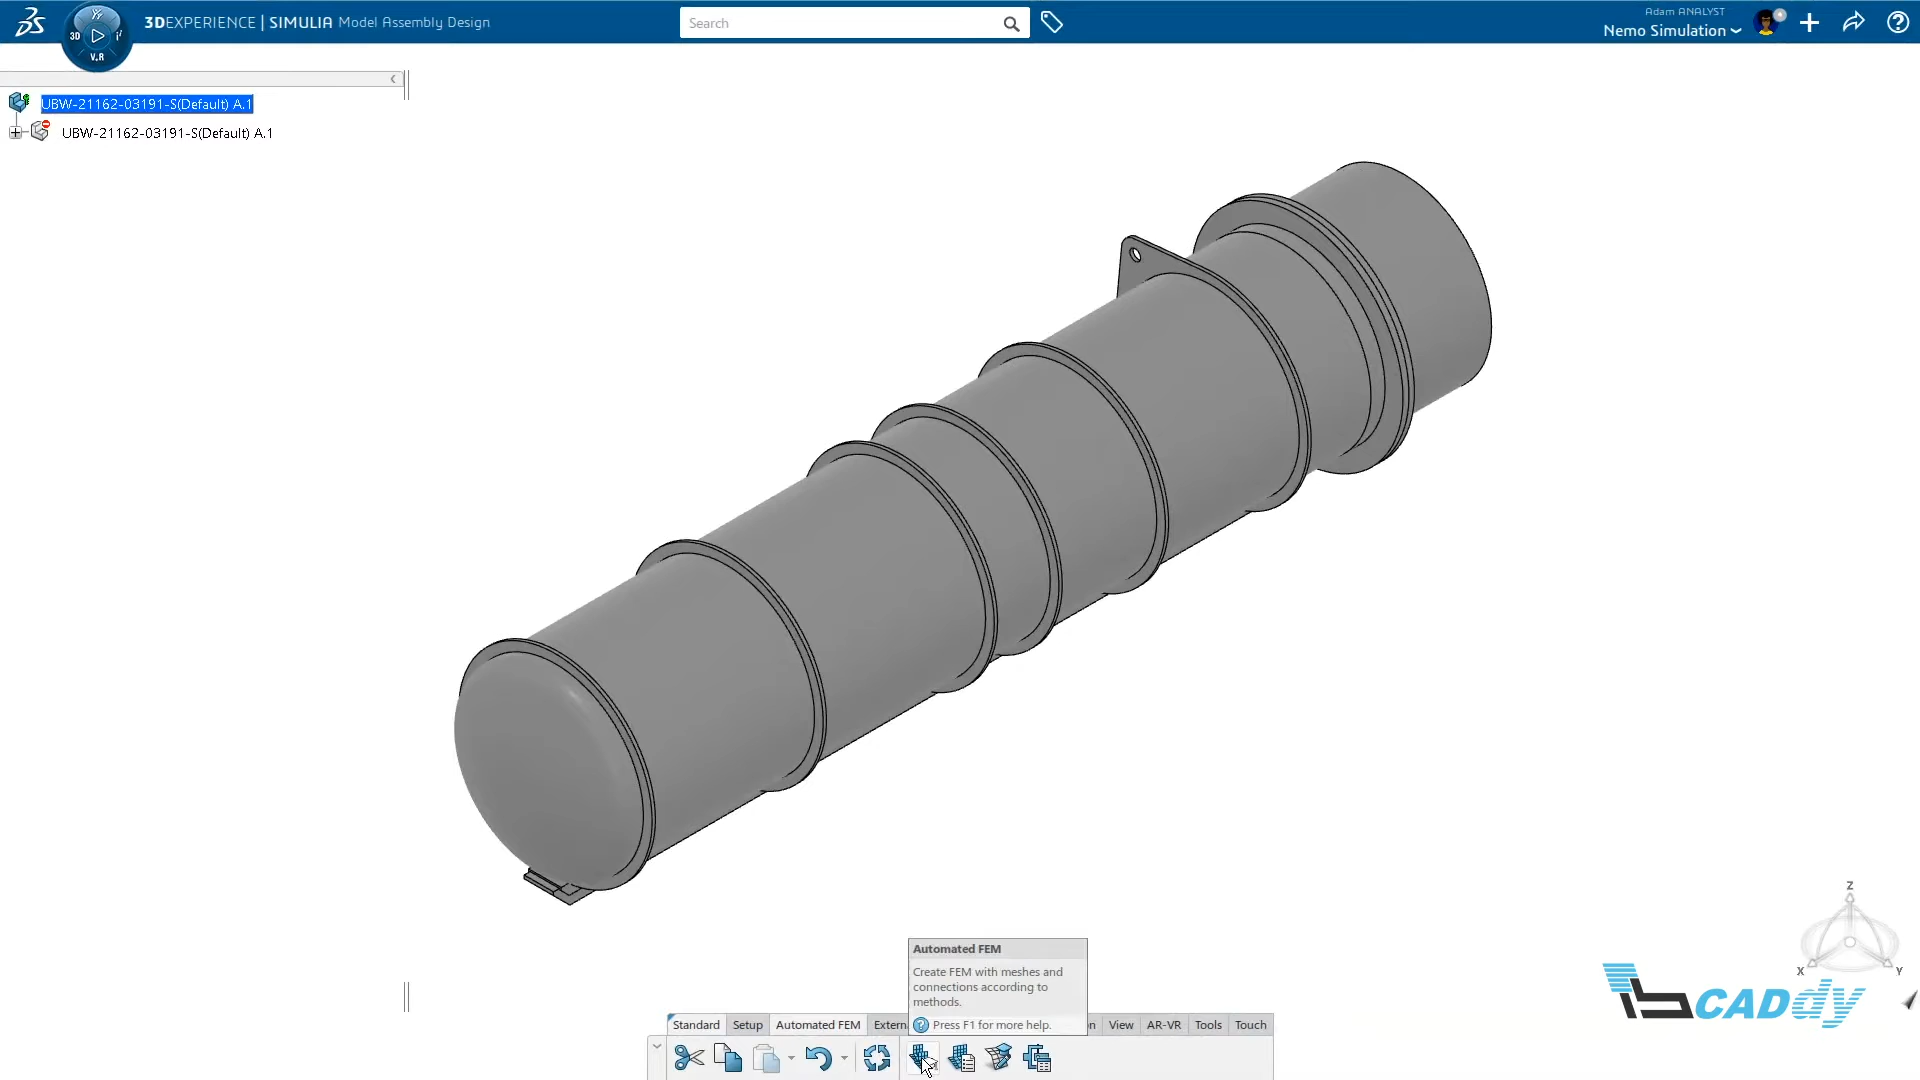 3DEXPERIENCE | SIMULIA Model Assembly Design
3D
V.R
Search
Adam ANALYST
Nemo Simulation
UBW-21162-03191-S(Default) A.1
UBW-21162-03191-S(Default) A.1
Z
X
Y
CADdy
Automated FEM
Create FEM with meshes and
connections according to
methods.
Press F1 for more help.
Standard
Setup
Automated FEM
Extern
View
AR-VR
Tools
Touch